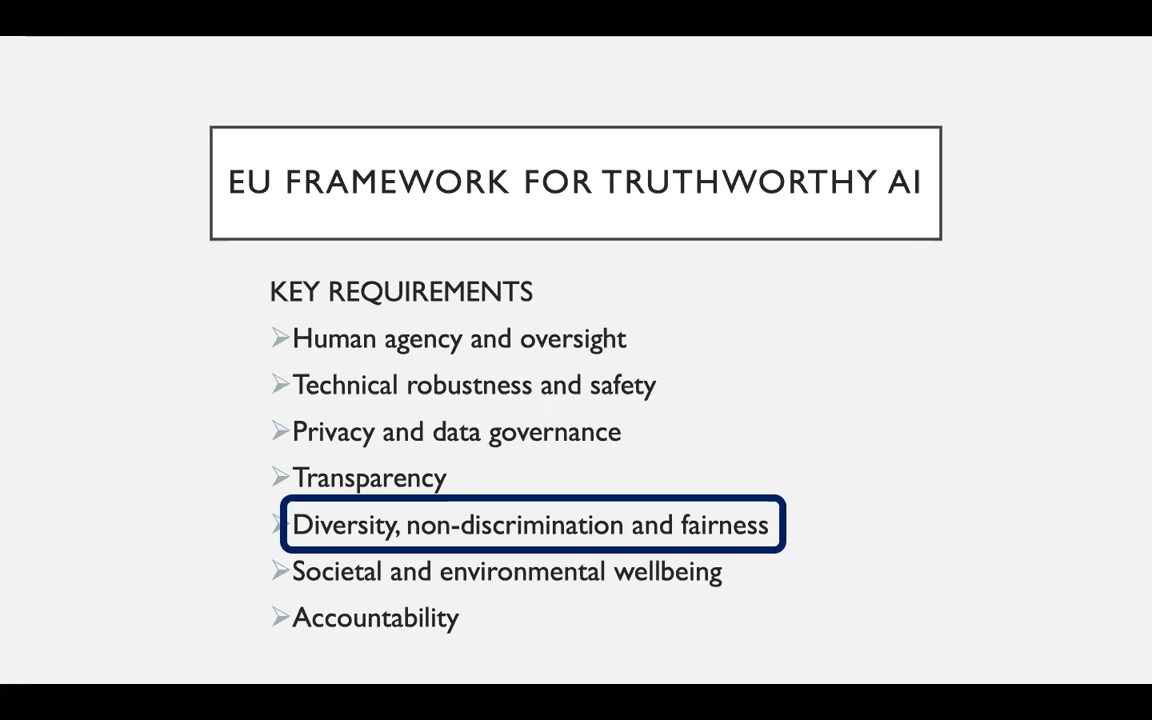 EU FRAMEWORK FOR TRUTHWORTHY AI
KEY REQUIREMENTS
Human agency and oversight
Technical robustness and safety
Privacy and data governance
Transparency
Diversity, non-discrimination and fairness
Societal and environmental wellbeing
Accountability